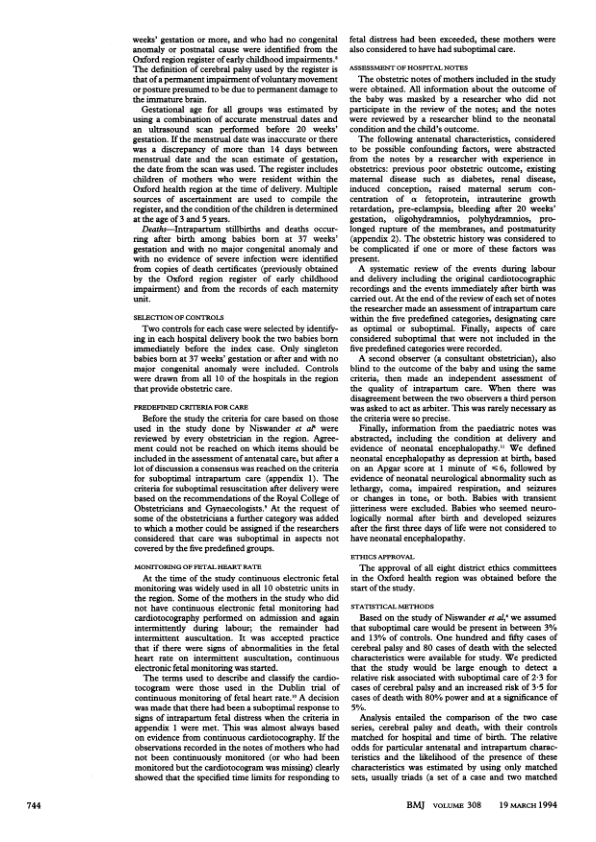 weeks' gestation or more, and who had no congenital
anomaly or postnatal cause were identified from the
Oxford region register of early childhood impairments.⁸
The definition of cerebral palsy used by the register is
that of a permanent impairment of voluntary movement
or posture presumed to be due to permanent damage to
the immature brain.
Gestational age for all groups was estimated by
using a combination of accurate menstrual dates and
an ultrasound scan performed before 20 weeks'
gestation. If the menstrual date was inaccurate or there
was a discrepancy of more than 14 days between
menstrual date and the scan estimate of gestation,
the date from the scan was used. The register includes
children of mothers who were resident within the
Oxford health region at the time of delivery. Multiple
sources of ascertainment are used to compile the
register, and the condition of the children is determined
at the age of 3 and 5 years.
Deaths—Intrapartum stillbirths and deaths occur-
ring after birth among babies born at 37 weeks'
gestation and with no major congenital anomaly and
with no evidence of severe infection were identified
from copies of death certificates (previously obtained
by the Oxford region register of early childhood
impairment) and from the records of each maternity
unit.
SELECTION OF CONTROLS
Two controls for each case were selected by identify-
ing in each hospital delivery book the two babies born
immediately before the index case. Only singleton
babies born at 37 weeks' gestation or after and with no
major congenital anomaly were included. Controls
were drawn from all 10 of the hospitals in the region
that provide obstetric care.
PREDEFINED CRITERIA FOR CARE
Before the study the criteria for care based on those
used in the study done by Niswander et al⁶ were
reviewed by every obstetrician in the region. Agree-
ment could not be reached on which items should be
included in the assessment of antenatal care, but after a
lot of discussion a consensus was reached on the criteria
for suboptimal intrapartum care (appendix 1). The
criteria for suboptimal resuscitation after delivery were
based on the recommendations of the Royal College of
Obstetricians and Gynaecologists.⁹ At the request of
some of the obstetricians a further category was added
to which a mother could be assigned if the researchers
considered that care was suboptimal in aspects not
covered by the five predefined groups.
MONITORING OF FETAL HEART RATE
At the time of the study continuous electronic fetal
monitoring was widely used in all 10 obstetric units in
the region. Some of the mothers in the study who did
not have continuous electronic fetal monitoring had
cardiotocography performed on admission and again
intermittently during labour; the remainder had
intermittent auscultation. It was accepted practice
that if there were signs of abnormalities in the fetal
heart rate on intermittent auscultation, continuous
electronic fetal monitoring was started.
The terms used to describe and classify the cardio-
tocogram were those used in the Dublin trial of
continuous monitoring of fetal heart rate.¹⁰ A decision
was made that there had been a suboptimal response to
signs of intrapartum fetal distress when the criteria in
appendix 1 were met. This was almost always based
on evidence from continuous cardiotocography. If the
observations recorded in the notes of mothers who had
not been continuously monitored (or who had been
monitored but the cardiotocogram was missing) clearly
showed that the specified time limits for responding to
fetal distress had been exceeded, these mothers were
also considered to have had suboptimal care.
ASSESSMENT OF HOSPITAL NOTES
The obstetric notes of mothers included in the study
were obtained. All information about the outcome of
the baby was masked by a researcher who did not
participate in the review of the notes; and the notes
were reviewed by a researcher blind to the neonatal
condition and the child's outcome.
The following antenatal characteristics, considered
to be possible confounding factors, were abstracted
from the notes by a researcher with experience in
obstetrics: previous poor obstetric outcome, existing
maternal disease such as diabetes, renal disease,
induced conception, raised maternal serum con-
centration of α fetoprotein, intrauterine growth
retardation, pre-eclampsia, bleeding after 20 weeks'
gestation, oligohydramnios, polyhydramnios, pro-
longed rupture of the membranes, and postmaturity
(appendix 2). The obstetric history was considered to
be complicated if one or more of these factors was
present.
A systematic review of the events during labour
and delivery including the original cardiotocographic
recordings and the events immediately after birth was
carried out. At the end of the review of each set of notes
the researcher made an assessment of intrapartum care
within the five predefined categories, designating care
as optimal or suboptimal. Finally, aspects of care
considered suboptimal that were not included in the
five predefined categories were recorded.
A second observer (a consultant obstetrician), also
blind to the outcome of the baby and using the same
criteria, then made an independent assessment of
the quality of intrapartum care. When there was
disagreement between the two observers a third person
was asked to act as arbiter. This was rarely necessary as
the criteria were so precise.
Finally, information from the paediatric notes was
abstracted, including the condition at delivery and
evidence of neonatal encephalopathy.¹¹ We defined
neonatal encephalopathy as depression at birth, based
on an Apgar score at 1 minute of ≤6, followed by
evidence of neonatal neurological abnormality such as
lethargy, coma, impaired respiration, and seizures
or changes in tone, or both. Babies with transient
jitteriness were excluded. Babies who seemed neuro-
logically normal after birth and developed seizures
after the first three days of life were not considered to
have neonatal encephalopathy.
ETHICS APPROVAL
The approval of all eight district ethics committees
in the Oxford health region was obtained before the
start of the study.
STATISTICAL METHODS
Based on the study of Niswander et al,⁶ we assumed
that suboptimal care would be present in between 3%
and 13% of controls. One hundred and fifty cases of
cerebral palsy and 80 cases of death with the selected
characteristics were available for study. We predicted
that the study would be large enough to detect a
relative risk associated with suboptimal care of 2·3 for
cases of cerebral palsy and an increased risk of 3·5 for
cases of death with 80% power and at a significance of
5%.
Analysis entailed the comparison of the two case
series, cerebral palsy and death, with their controls
matched for hospital and time of birth. The relative
odds for particular antenatal and intrapartum charac-
teristics and the likelihood of the presence of these
characteristics was estimated by using only matched
sets, usually triads (a set of a case and two matched
744
BMJ VOLUME 308 19 MARCH 1994